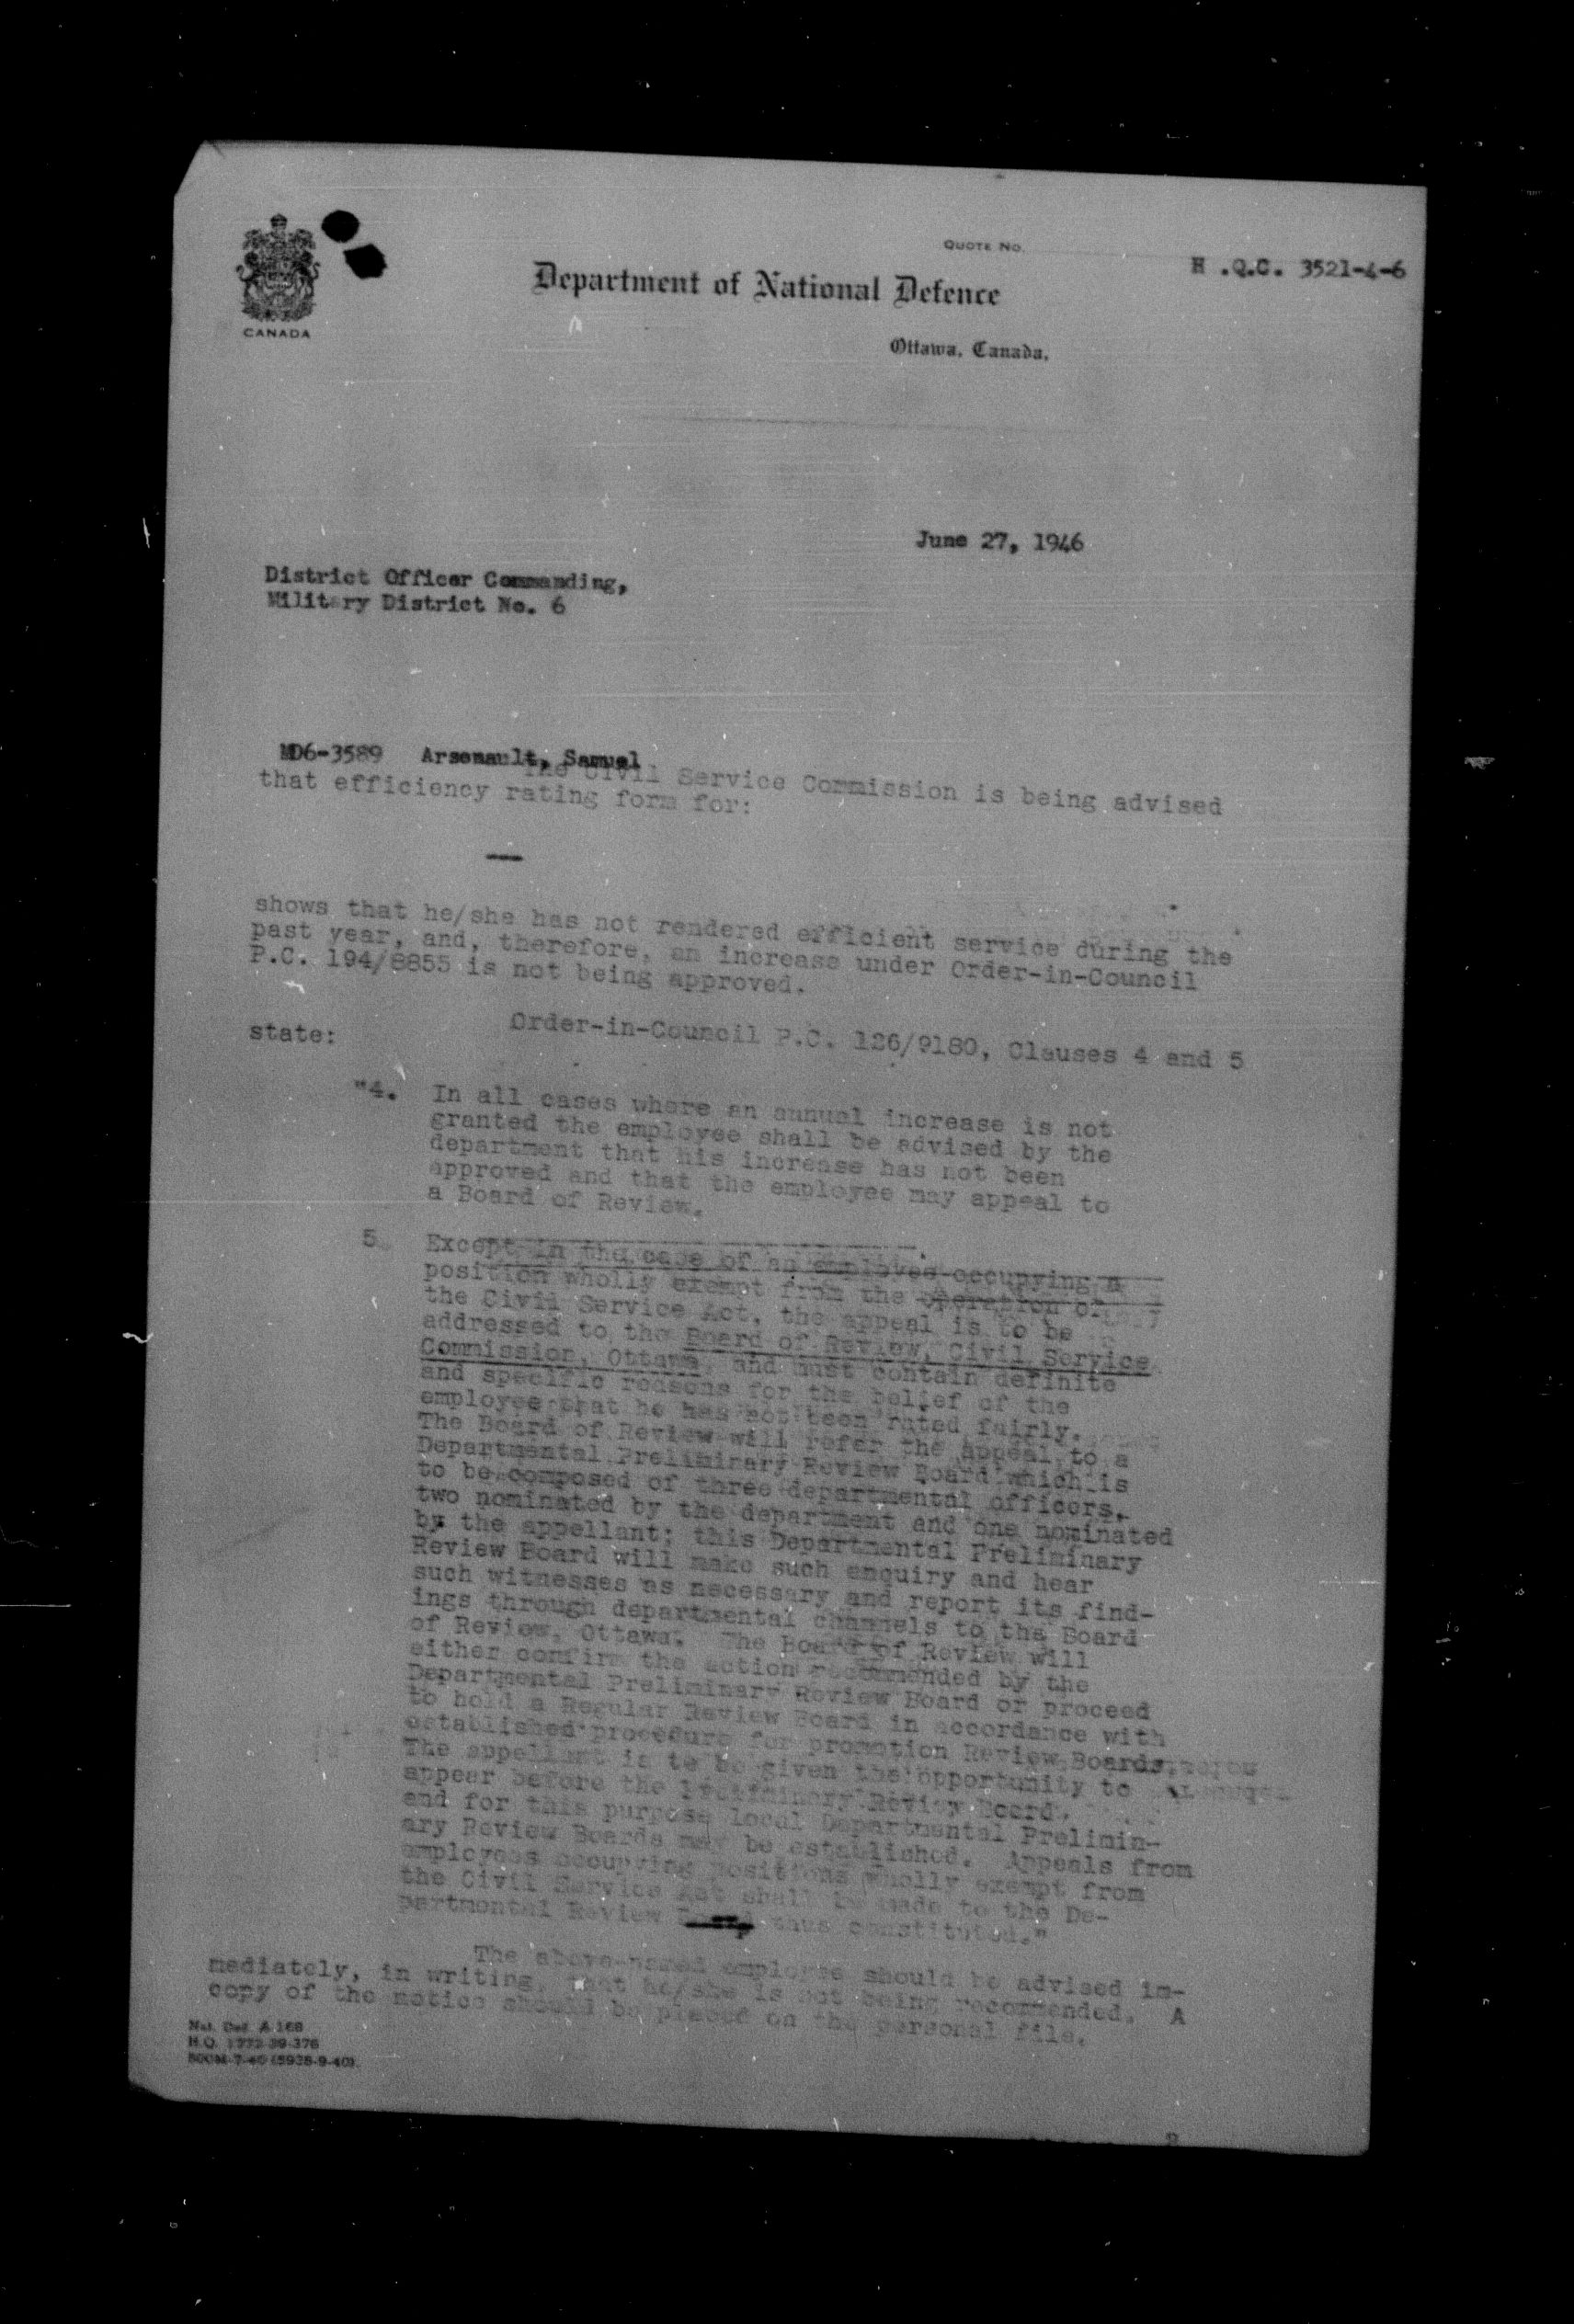 CANADA
QUOTE NO.
H .Q.C. 3521-4-6
Department of National Defence
Ottawa, Canada,
June 27, 1946
District Officer Commanding,
Military District No. 6
MD6-3589 Arsenault, Samuel
The Civil Service Commission is being advised
that efficiency rating form for:
shows that he/she has not rendered efficient service during the
past year, and, therefore, an increase under Order-in-Council
P.C. 194/8855 is not being approved.
Order-in-Council P.C. 126/9180, Clauses 4 and 5
state:
"4. In all cases where an annual increase is not
granted the employee shall be advised by the
department that his increase has not been
approved and that the employee may appeal to
a Board of Review.
5. Except in the case of an employee occupying a
position wholly exempt from the operation of
the Civil Service Act, the appeal is to be
addressed to the Board of Review, Civil Service
Commission, Ottawa, and must contain definite
and specific reasons for the belief of the
employee that he has not been rated fairly.
The Board of Review will refer the appeal to a
Departmental Preliminary Review Board which is
to be composed of three departmental officers,
two nominated by the department and one nominated
by the appellant; this Departmental Preliminary
Review Board will make such enquiry and hear
such witnesses as necessary and report its find-
ings through departmental channels to the Board
of Review, Ottawa. The Board of Review will
either confirm the action recommended by the
Departmental Preliminary Review Board or proceed
to hold a Regular Review Board in accordance with
established procedure for promotion Review Boards.
The appellant is to be given the opportunity to
appear before the Preliminary Review Board,
and for this purpose local Departmental Prelimin-
ary Review Boards may be established. Appeals from
employees occupying positions wholly exempt from
the Civil Service Act shall be made to the De-
partmental Review Board thus constituted."
The above-named employee should be advised im-
mediately, in writing, that he/she is not being recommended. A
copy of the notice should be placed on the personal file.
Nat. Def. A 168
H.Q. 1772-39-376
500M-7-40 (5938-9-40)